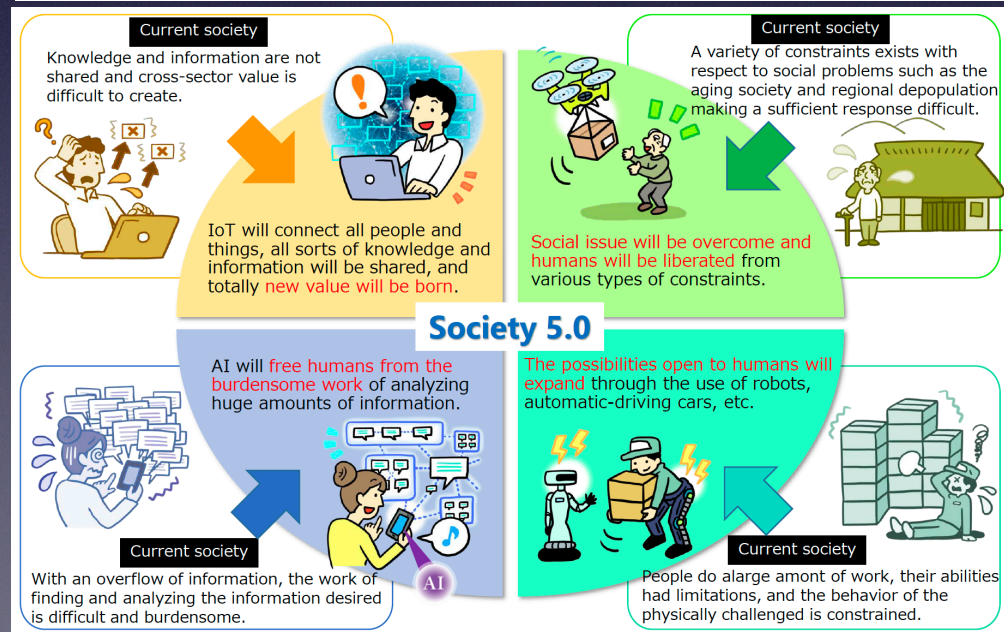 Current society
Knowledge and information are not
shared and cross-sector value is
difficult to create.
IoT will connect all people and
things, all sorts of knowledge and
information will be shared, and
totally new value will be born.
Current society
A variety of constraints exists with
respect to social problems such as the
aging society and regional depopulation
making a sufficient response difficult.
Social issue will be overcome and
humans will be liberated from
various types of constraints.
Society 5.0
AI will free humans from the
burdensome work of analyzing
huge amounts of information.
AI
Current society
With an overflow of information, the work of
finding and analyzing the information desired
is difficult and burdensome.
The possibilities open to humans will
expand through the use of robots,
automatic-driving cars, etc.
Current society
People do alarge amont of work, their abilities
had limitations, and the behavior of the
physically challenged is constrained.